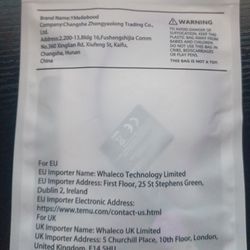 Brand Name:YMellobood
Company:Changsha Zhengyaolong Trading Co.,
Ltd.
Address:2,200-13,Bldg 16,Fushengshijia Comm
No.360 Xinglian Rd, Xiufeng St, Kaifu,
Changsha, Hunan
China
WARNING
TO AVOID DANGER OF
SUFFOCATION, KEEP THIS
PLASTIC BAG AWAY FROM
BABIES AND CHILDREN.
DO NOT USE THIS BAG IN
CRIBS, BEDS, CARRIAGES
OR PLAY PENS.
THIS BAG IS NOT A TOY.
For EU
EU Importer Name: Whaleco Technology Limited
EU Importer Address: First Floor, 25 St Stephens Green,
Dublin 2, Ireland
EU Importer Electronic Address:
https://www.temu.com/contact-us.html
For UK
UK Importer Name: Whaleco UK Limited
UK Importer Address: 5 Churchill Place, 10th Floor, London,
United Kingdom, E14 5HU